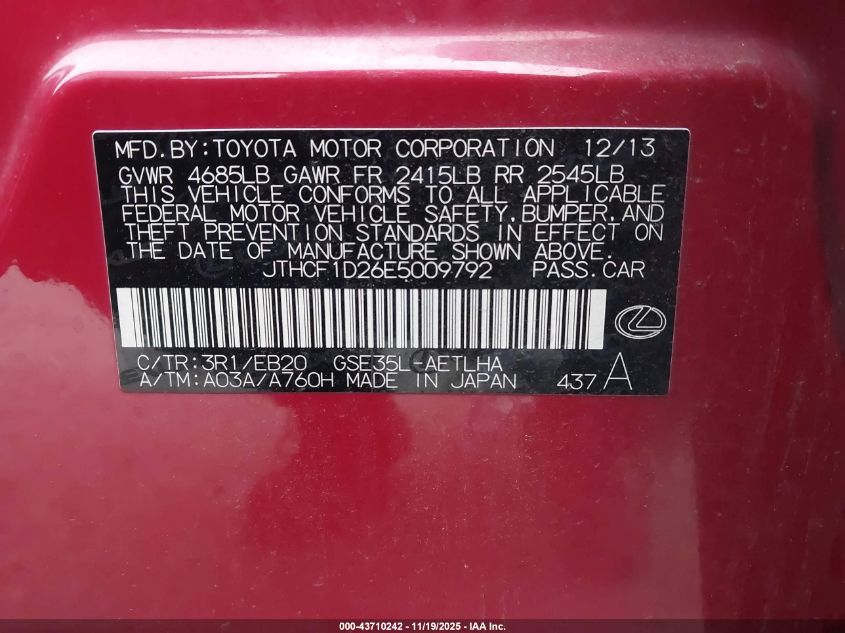 MFD.BY:TOYOTA MOTOR CORPORATION 12/13
GVWR 4685LB GAWR FR 2415LB RR 2545LB
THIS VEHICLE CONFORMS TO ALL APPLICABLE
FEDERAL MOTOR VEHICLE SAFETY,BUMPER,AND
THEFT PREVENTION STANDARDS IN EFFECT ON
THE DATE OF MANUFACTURE SHOWN ABOVE.
JTHCF1D26E5009792 PASS.CAR
C/TR:3R1/EB20 GSE35L-AETLHA
A/TM:A03A/A760H MADE IN JAPAN 437 A
000-43710242 - 11/19/2025 - IAA Inc.